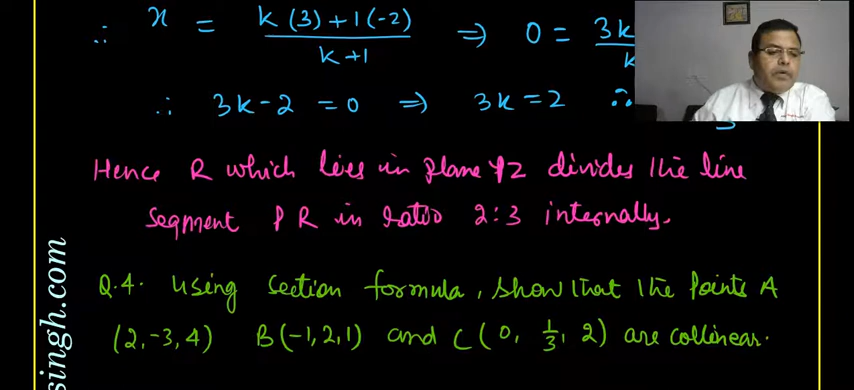 ∴ x = k(3)+1(-2) / k+1 ⇒ 0 = 3k
∴ 3k-2 = 0 ⇒ 3k = 2 ∴
Hence R which lies in plane YZ divides the line
segment PR in ratio 2:3 internally.
Q.4. Using section formula, show that the points A
(2,-3,4) B(-1,2,1) and C(0, 1/3, 2) are collinear.
singh.com